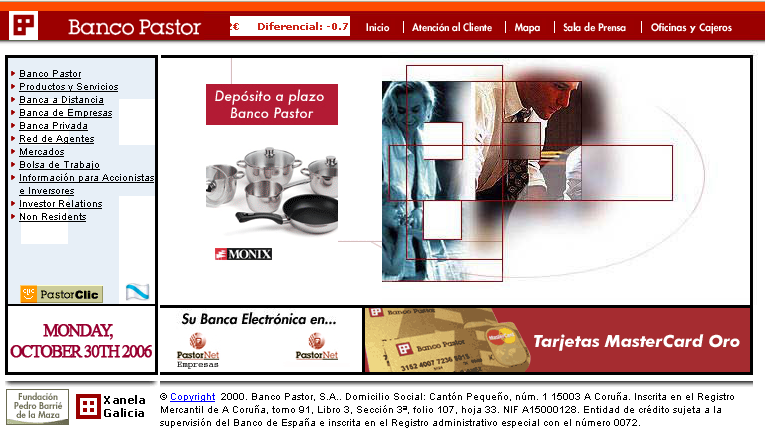 Banco Pastor
2€ Diferencial: -0.7
Inicio
Atención al Cliente
Mapa
Sala de Prensa
Oficinas y Cajeros
Banco Pastor
Productos y Servicios
Banca a Distancia
Banca de Empresas
Banca Privada
Red de Agentes
Mercados
Bolsa de Trabajo
Información para Accionistas
e Inversores
Investor Relations
Non Residents
PastorClic
MONDAY,
OCTOBER 30TH 2006
Depósito a plazo
Banco Pastor
MONIX
Su Banca Electrónica en...
PastorNet
Empresas
PastorNet
Banco Pastor
Banco Pastor
3152 4007 7236 5015
MasterCard
Tarjetas MasterCard Oro
Fundación
Pedro Barrié
de la Maza
Xanela
Galicia
© Copyright 2000. Banco Pastor, S.A.. Domicilio Social: Cantón Pequeño, núm. 1 15003 A Coruña. Inscrita en el Registro
Mercantil de A Coruña, tomo 91, Libro 3, Sección 3ª, folio 107, hoja 33. NIF A15000128. Entidad de crédito sujeta a la
supervisión del Banco de España e inscrita en el Registro administrativo especial con el número 0072.